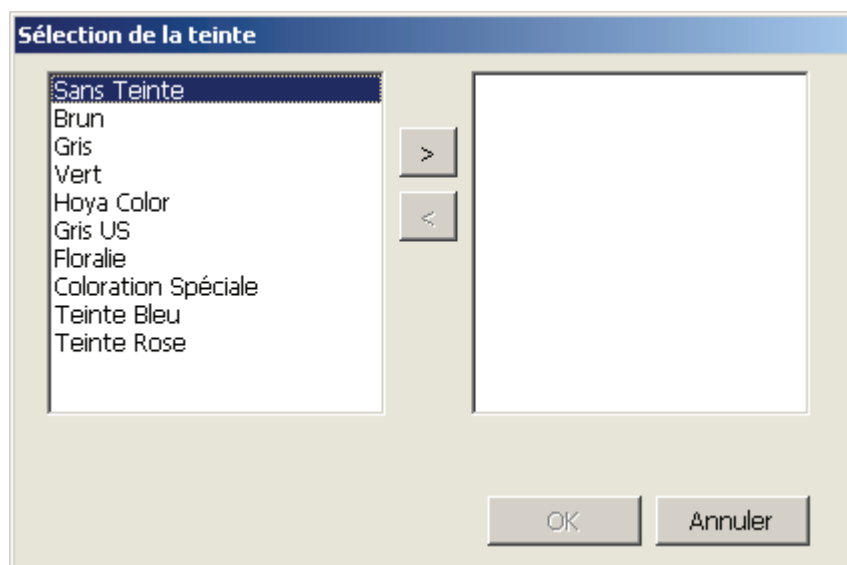 Sélection de la teinte
Sans Teinte
Brun
Gris
Vert
Hoya Color
Gris US
Floralie
Coloration Spéciale
Teinte Bleu
Teinte Rose
>
<
OK
Annuler